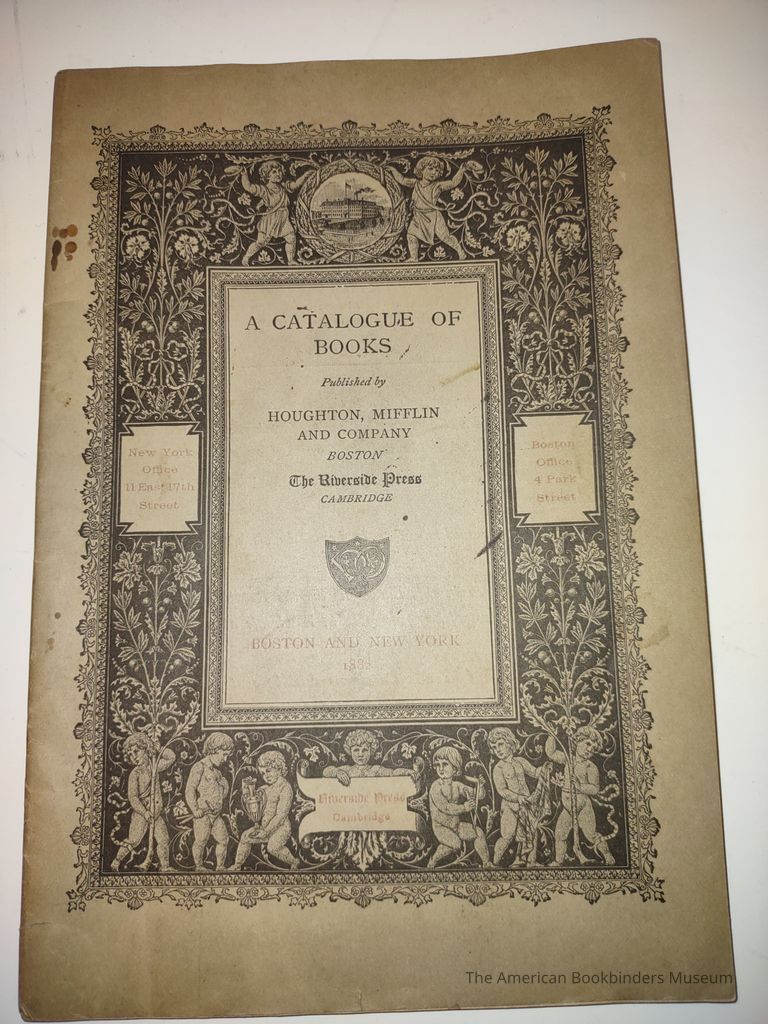 A CATALOGUE OF
BOOKS
Published by
HOUGHTON, MIFFLIN
AND COMPANY
BOSTON
The Riverside Press
CAMBRIDGE
New York
Office
11 East 17th
Street
Boston
Office
4 Park
Street
BOSTON AND NEW YORK
Riverside Press
Cambridge
The American Bookbinders Museum